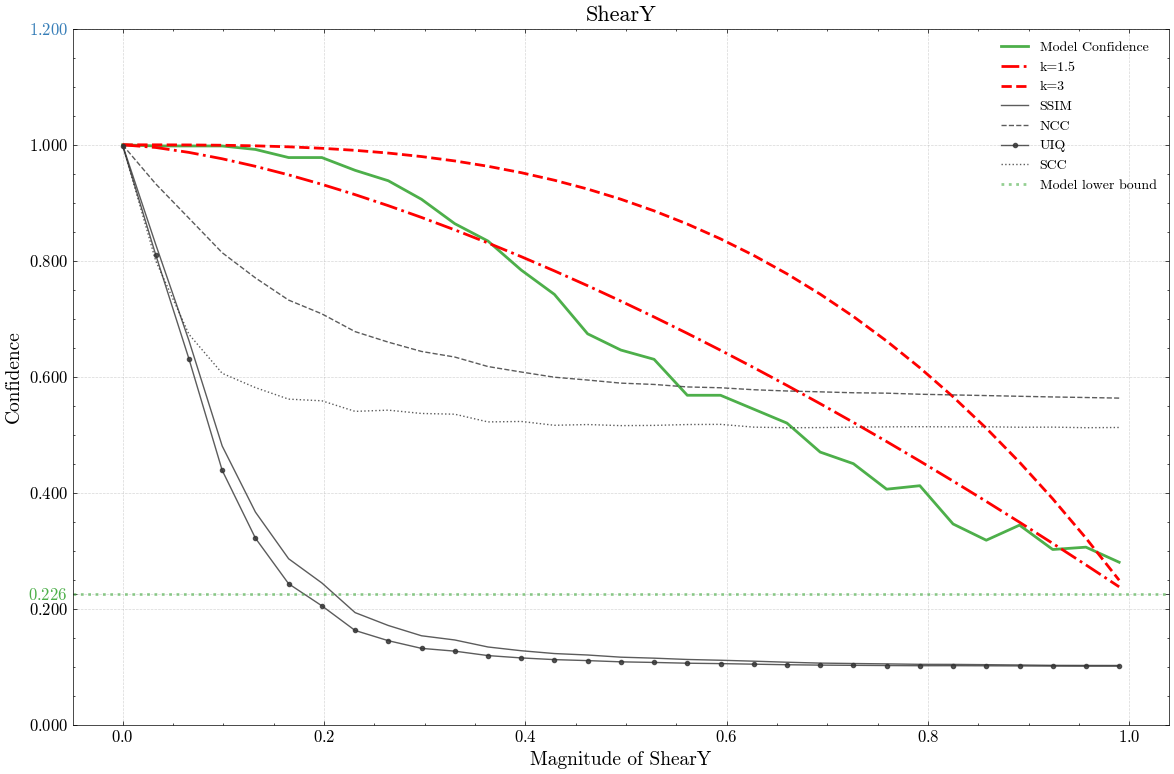 ShearY
1.200
1.000
0.800
0.600
0.400
0.226
0.200
0.000
Confidence
Model Confidence
k=1.5
k=3
SSIM
NCC
UIQ
SCC
Model lower bound
0.0 0.2 0.4 0.6 0.8 1.0
Magnitude of ShearY